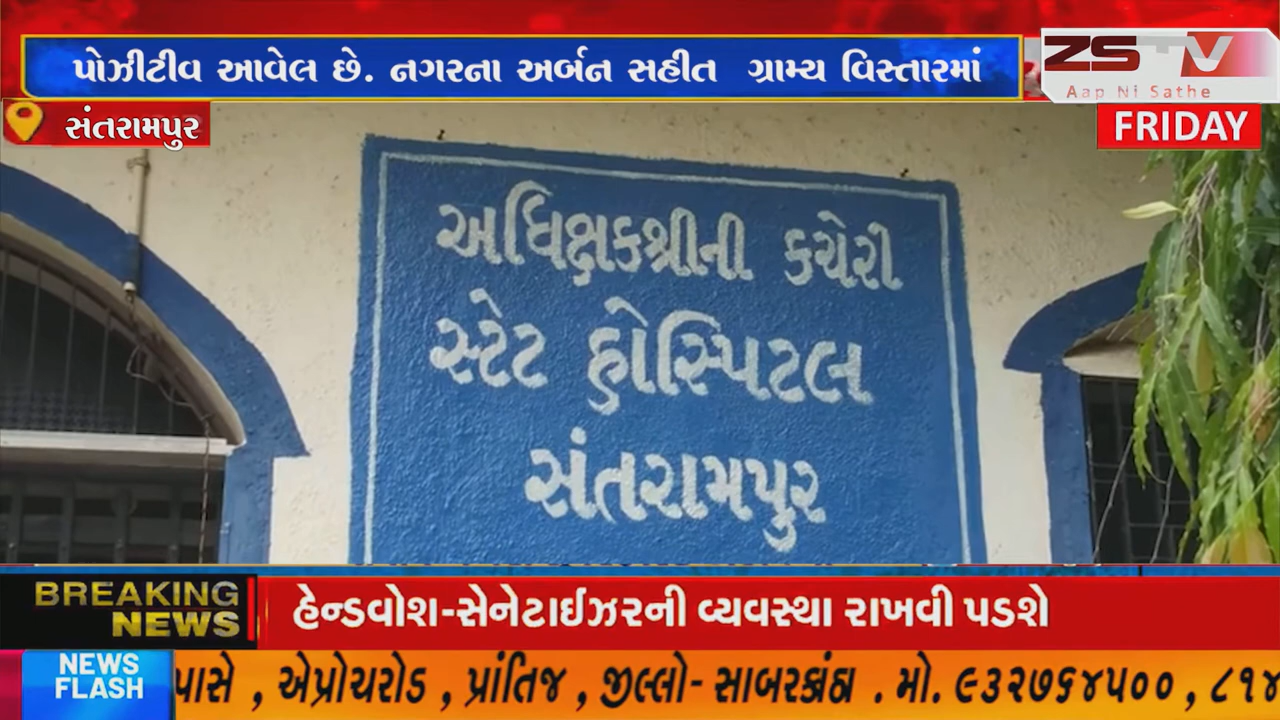 પોઝીટીવ આવેલ છે. નગરના અર્બન સહીત ગ્રામ્ય વિસ્તારમાં
ZSTV
Aap Ni Sathe
સંતરામપુર
FRIDAY
અધિક્ષકશ્રીની કચેરી
સ્ટેટ હોસ્પિટલ
સંતરામપુર
BREAKING
NEWS
હેન્ડવોશ-સેનેટાઈઝરની વ્યવસ્થા રાખવી પડશે
NEWS
FLASH
પાસે , એપ્રોચરોડ , પ્રાંતિજ , જીલ્લો- સાબરકાંઠા . મો. ૯૩૨૭૬૪૫૦૦ , ૮૧૪